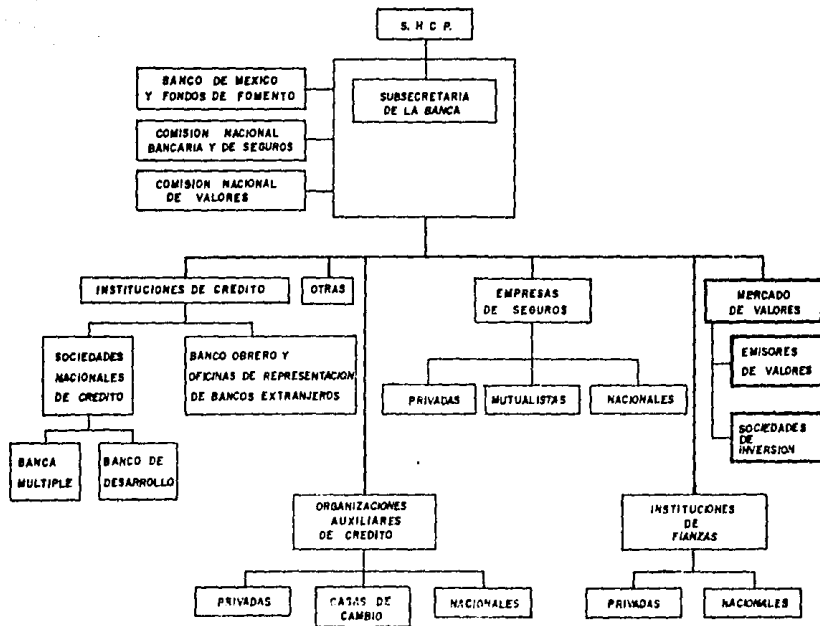 S. H C P.
BANCO DE MEXICO
Y FONDOS DE FOMENTO
SUBSECRETARIA
DE LA BANCA
COMISION NACIONAL
BANCARIA Y DE SEGUROS
COMISION NACIONAL
DE VALORES
INSTITUCIONES DE CREDITO
OTRAS
EMPRESAS
DE SEGUROS
MERCADO
DE VALORES
SOCIEDADES
NACIONALES
DE CREDITO
BANCO OBRERO Y
OFICINAS DE REPRESENTACION
DE BANCOS EXTRANJEROS
EMISORES
DE VALORES
PRIVADAS
MUTUALISTAS
NACIONALES
SOCIEDADES
DE
INVERSION
BANCA
MULTIPLE
BANCO DE
DESARROLLO
ORGANIZACIONES
AUXILIARES
DE CREDITO
INSTITUCIONES
DE
FIANZAS
PRIVADAS
CASAS DE
CAMBIO
NACIONALES
PRIVADAS
NACIONALES